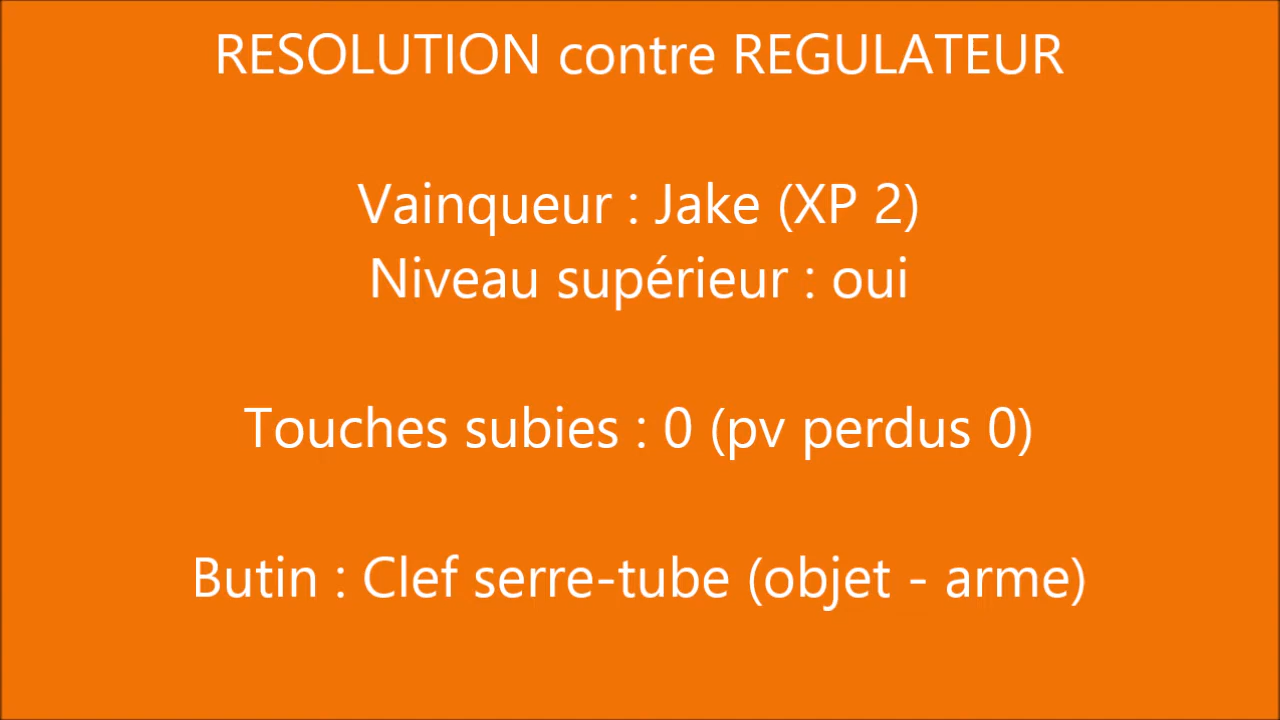 RESOLUTION contre REGULATEUR
Vainqueur : Jake (XP 2)
Niveau supérieur : oui
Touches subies : 0 (pv perdus 0)
Butin : Clef serre-tube (objet - arme)